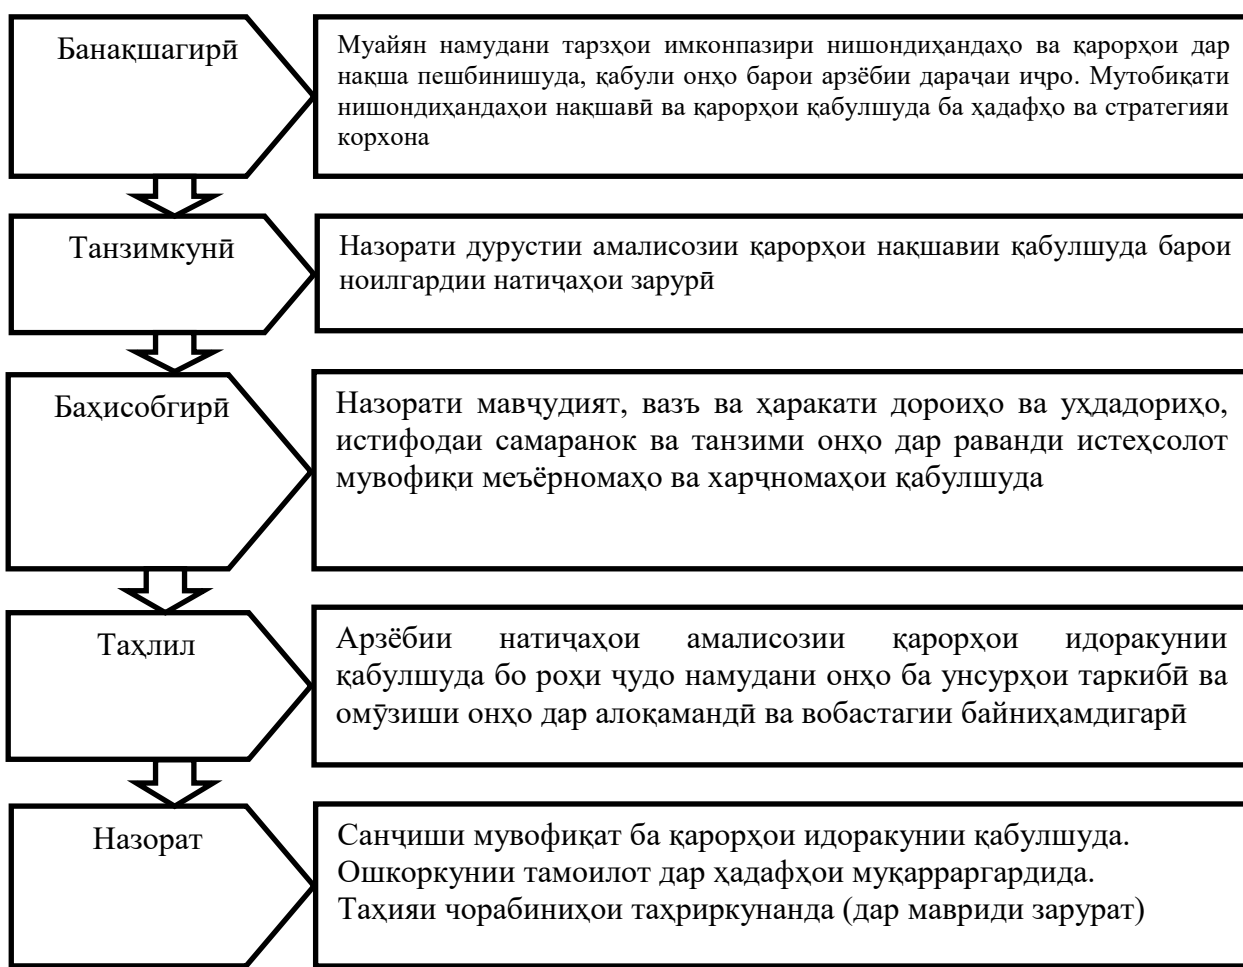 Банақшагирӣ
Муайян намудани тарзҳои имконпазири нишондиҳандаҳо ва қарорҳои дар
нақша пешбинишуда, қабули онҳо барои арзёбии дараҷаи иҷро. Мутобиқати
нишондиҳандаҳои нақшавӣ ва қарорҳои қабулшуда ба ҳадафҳо ва стратегияи
корхона
Танзимкунӣ
Назорати дурустии амалисозии қарорҳои нақшавии қабулшуда барои
ноилгардии натиҷаҳои зарурӣ
Баҳисобгирӣ
Назорати мавҷудият, вазъ ва ҳаракати дороиҳо ва уҳдадориҳо,
истифодаи самаранок ва танзими онҳо дар раванди истеҳсолот
мувофиқи меъёрномаҳо ва харҷномаҳои қабулшуда
Таҳлил
Арзёбии натиҷаҳои амалисозии қарорҳои идоракунии
қабулшуда бо роҳи ҷудо намудани онҳо ба унсурҳои таркибӣ ва
омӯзиши онҳо дар алоқамандӣ ва вобастагии байниҳамдигарӣ
Назорат
Санҷиши мувофиқат ба қарорҳои идоракунии қабулшуда.
Ошкоркунии тамоилот дар ҳадафҳои муқарраргардида.
Таҳияи чорабиниҳои таҳриркунанда (дар мавриди зарурат)